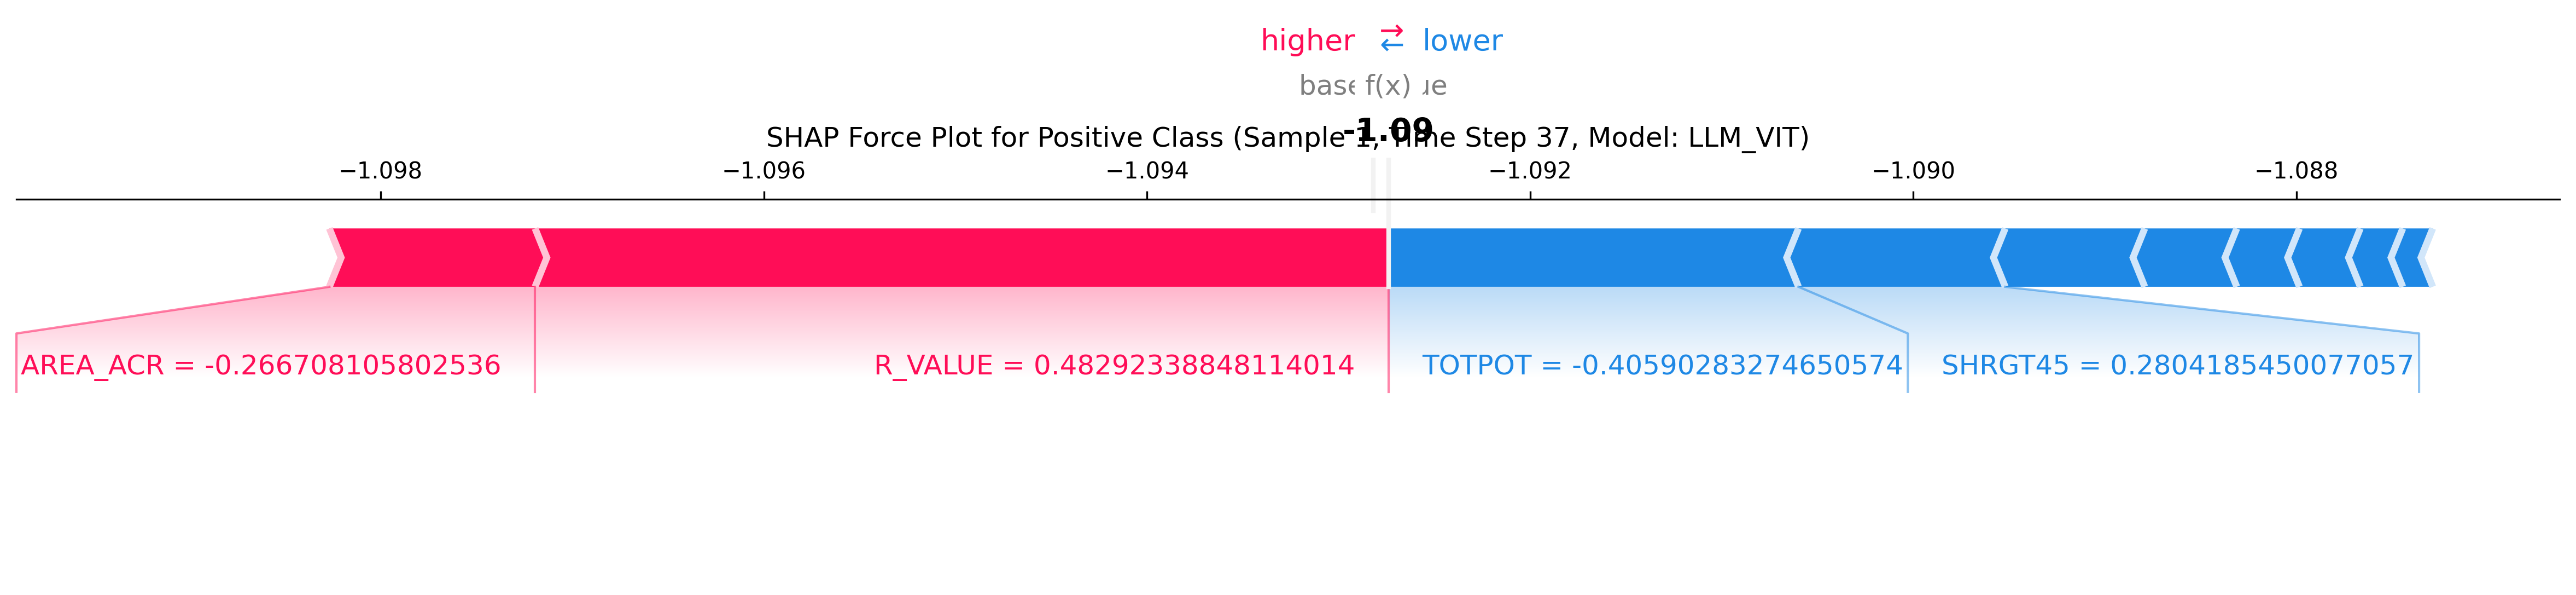 higher ⇄ lower
f(x)
-1.09
SHAP Force Plot for Positive Class (Sample 1, Time Step 37, Model: LLM_VIT)
−1.098 −1.096 −1.094 −1.092 −1.090 −1.088
AREA_ACR = -0.266708105802536 R_VALUE = 0.48292338848114014 TOTPOT = -0.40590283274650574 SHRGT45 = 0.2804185450077057